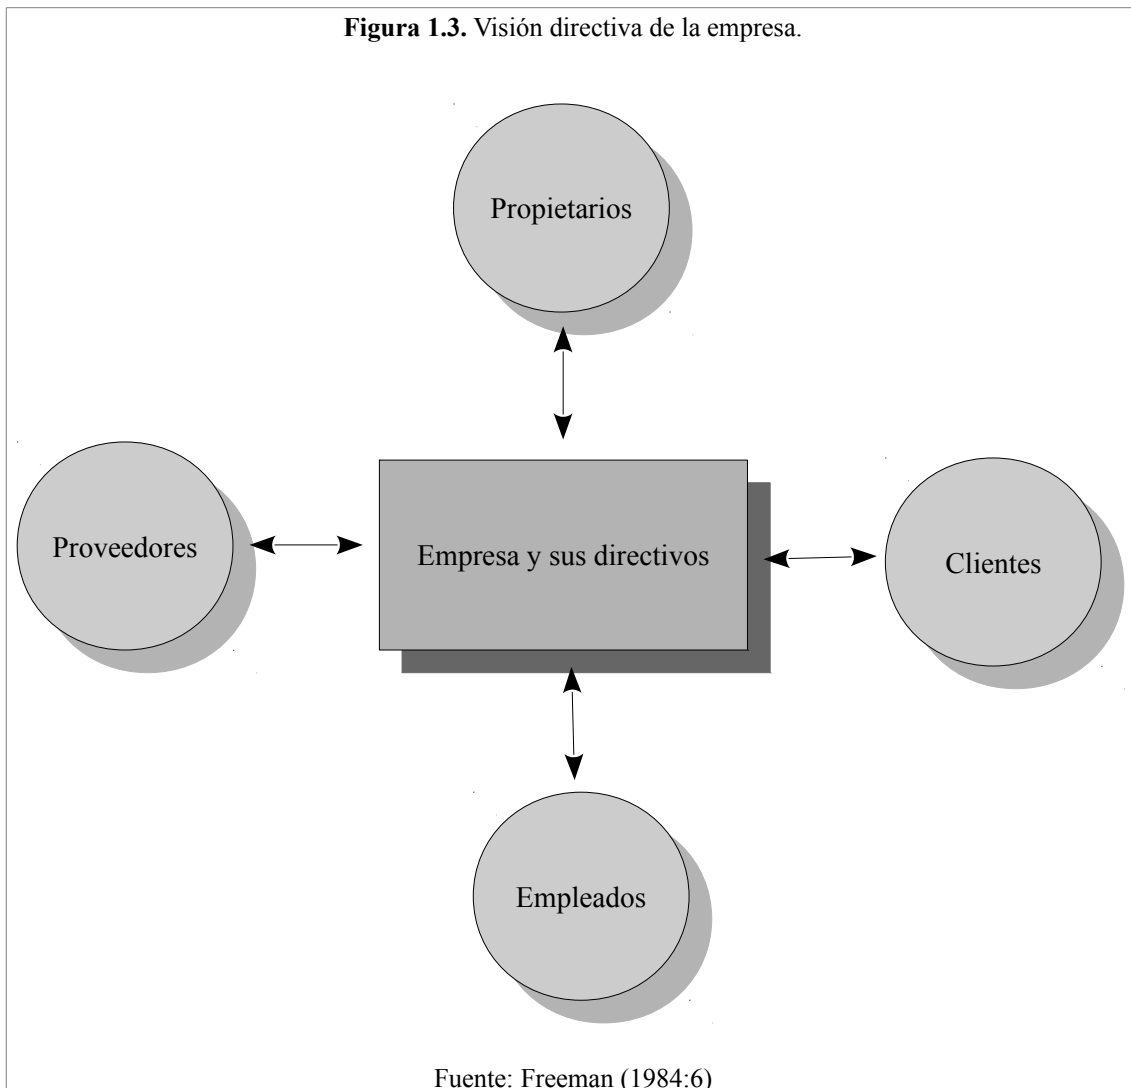 Figura 1.3. Visión directiva de la empresa.
Propietarios
Proveedores
Empresa y sus directivos
Clientes
Empleados
Fuente: Freeman (1984:6)